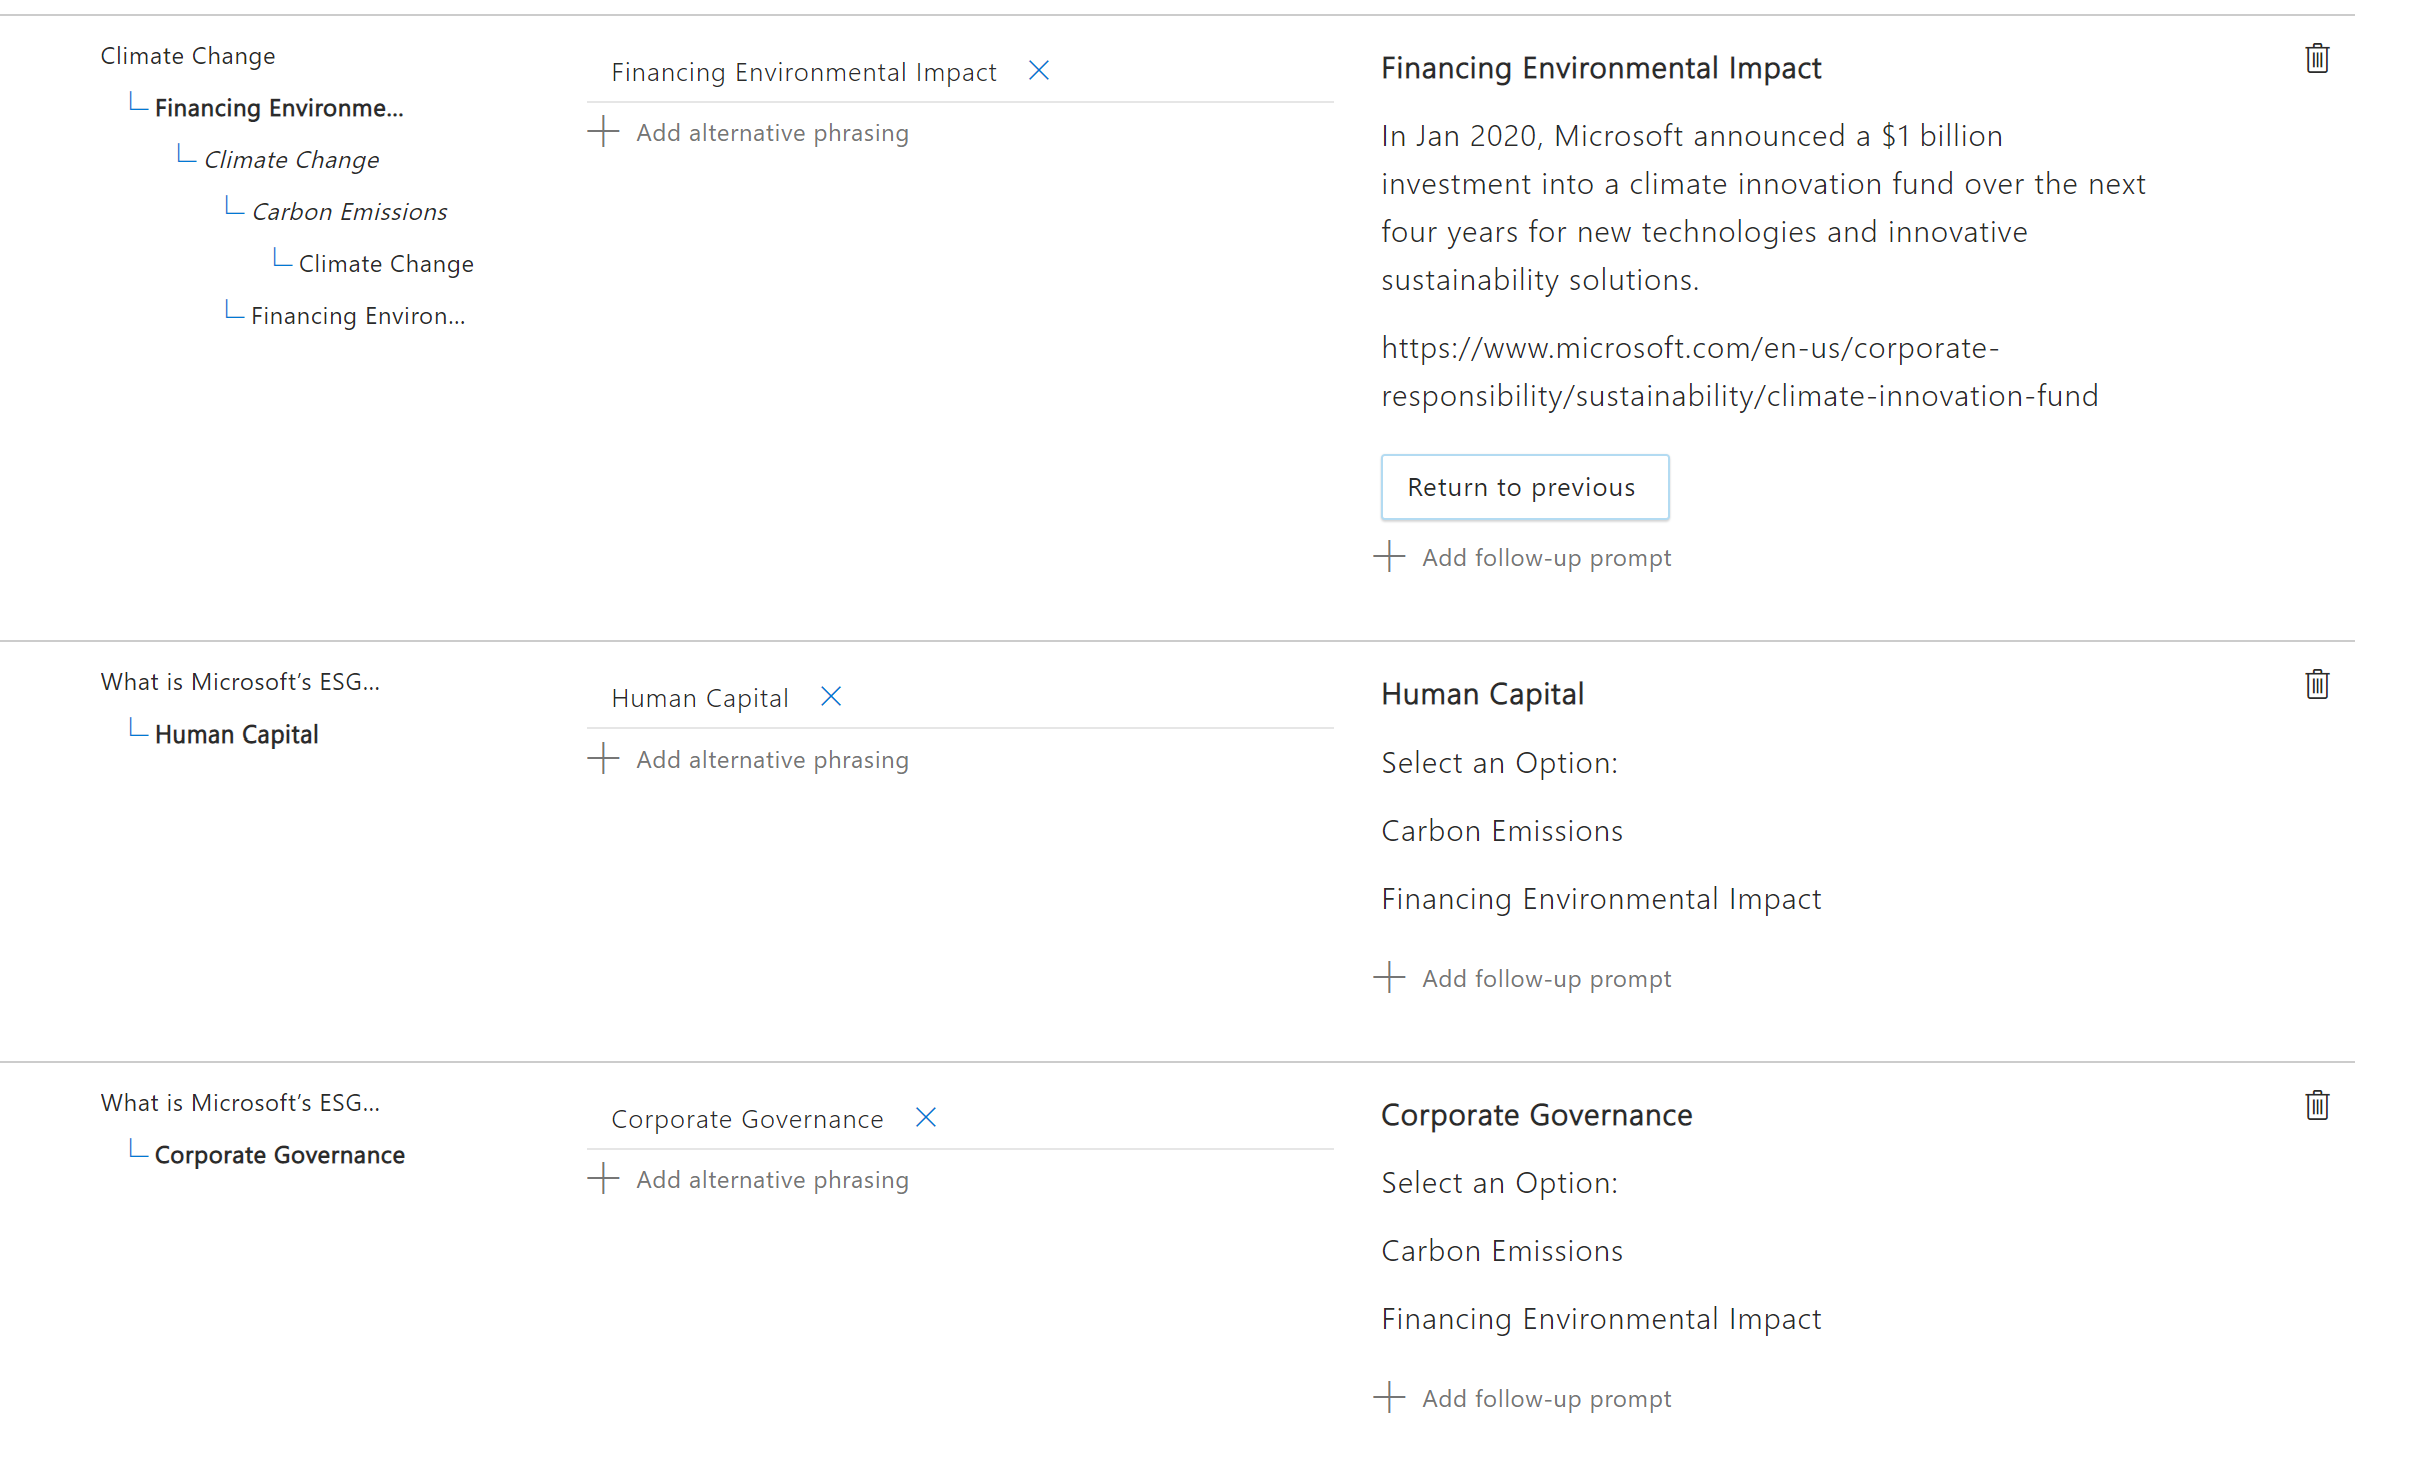 Climate Change
Financing Environme...
Climate Change
Carbon Emissions
Climate Change
Financing Environ...
Financing Environmental Impact
Add alternative phrasing
Financing Environmental Impact
In Jan 2020, Microsoft announced a $1 billion
investment into a climate innovation fund over the next
four years for new technologies and innovative
sustainability solutions.
https://www.microsoft.com/en-us/corporate-
responsibility/sustainability/climate-innovation-fund
Return to previous
Add follow-up prompt
What is Microsoft’s ESG...
Human Capital
Human Capital
Add alternative phrasing
Human Capital
Select an Option:
Carbon Emissions
Financing Environmental Impact
Add follow-up prompt
What is Microsoft’s ESG...
Corporate Governance
Corporate Governance
Add alternative phrasing
Corporate Governance
Select an Option:
Carbon Emissions
Financing Environmental Impact
Add follow-up prompt